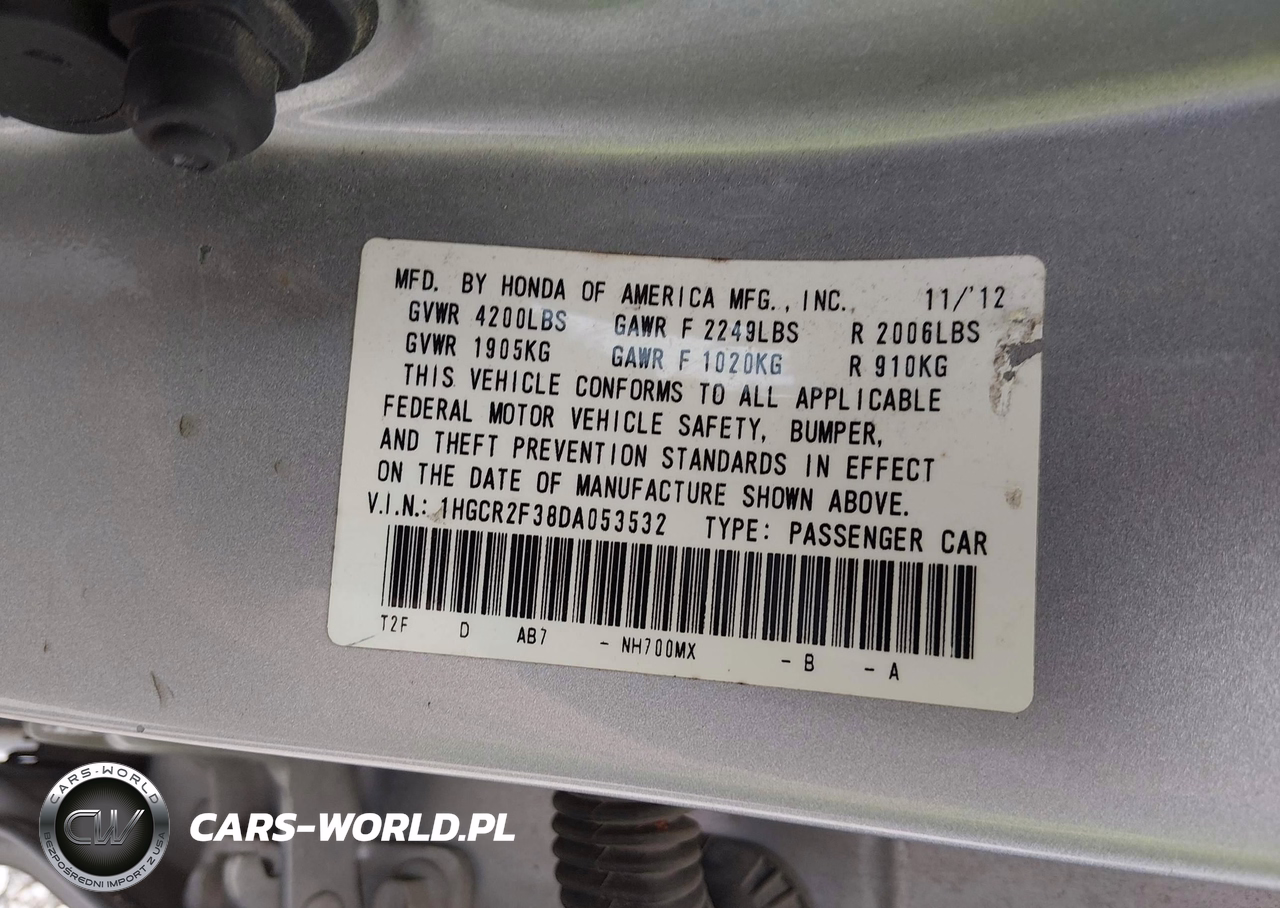 MFD. BY HONDA OF AMERICA MFG., INC. 11/'12
GVWR 4200LBS GAWR F 2249LBS R 2006LBS
GVWR 1905KG GAWR F 1020KG R 910KG
THIS VEHICLE CONFORMS TO ALL APPLICABLE
FEDERAL MOTOR VEHICLE SAFETY, BUMPER,
AND THEFT PREVENTION STANDARDS IN EFFECT
ON THE DATE OF MANUFACTURE SHOWN ABOVE.
V.I.N.: 1HGCR2F38DA053532 TYPE: PASSENGER CAR
T2F D AB7 - NH700MX - B - A
CARS-WORLD
CW
BEZPOŚREDNI IMPORT Z USA
CARS-WORLD.PL